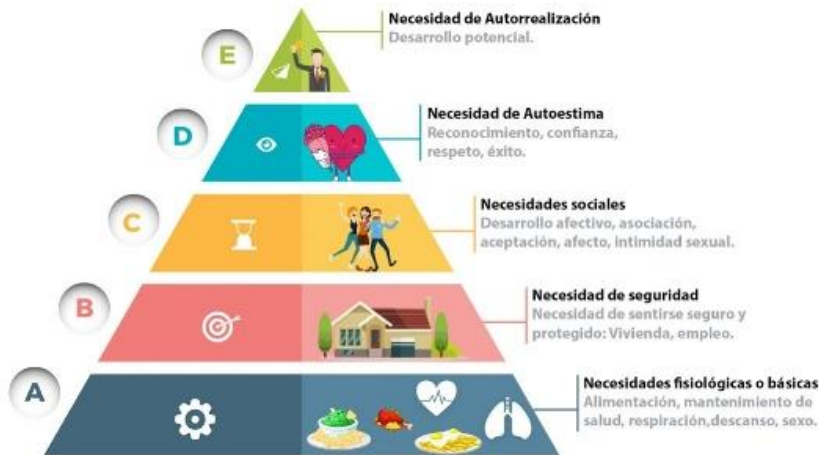 E
Necesidad de Autorrealización
Desarrollo potencial.
D
Necesidad de Autoestima
Reconocimiento, confianza,
respeto, éxito.
C
Necesidades sociales
Desarrollo afectivo, asociación,
aceptación, afecto, intimidad sexual.
B
Necesidad de seguridad
Necesidad de sentirse seguro y
protegido: Vivienda, empleo.
A
Necesidades fisiológicas o básicas
Alimentación, mantenimiento de
salud, respiración,descanso, sexo.